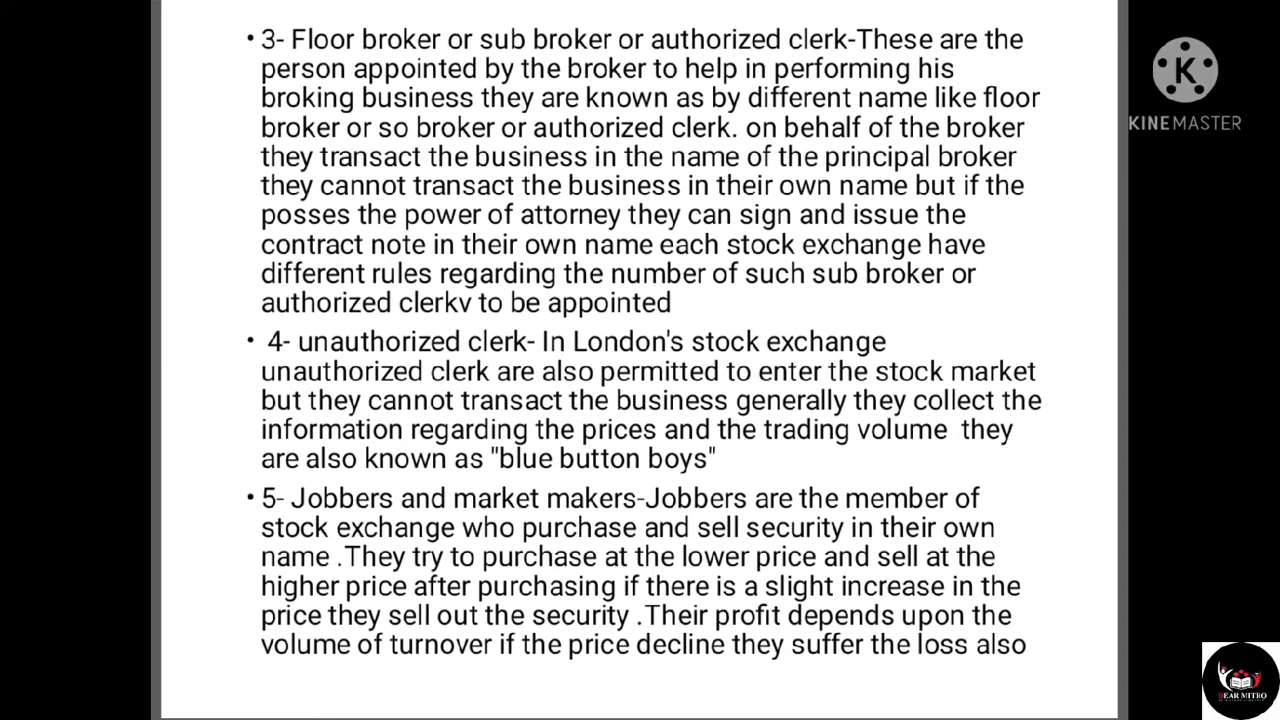 • 3- Floor broker or sub broker or authorized clerk-These are the
person appointed by the broker to help in performing his
broking business they are known as by different name like floor
broker or so broker or authorized clerk. on behalf of the broker
they transact the business in the name of the principal broker
they cannot transact the business in their own name but if the
posses the power of attorney they can sign and issue the
contract note in their own name each stock exchange have
different rules regarding the number of such sub broker or
authorized clerkv to be appointed
• 4- unauthorized clerk- In London's stock exchange
unauthorized clerk are also permitted to enter the stock market
but they cannot transact the business generally they collect the
information regarding the prices and the trading volume  they
are also known as "blue button boys"
• 5- Jobbers and market makers-Jobbers are the member of
stock exchange who purchase and sell security in their own
name .They try to purchase at the lower price and sell at the
higher price after purchasing if there is a slight increase in the
price they sell out the security .Their profit depends upon the
volume of turnover if the price decline they suffer the loss also
K
KINEMASTER
DEAR MITRO